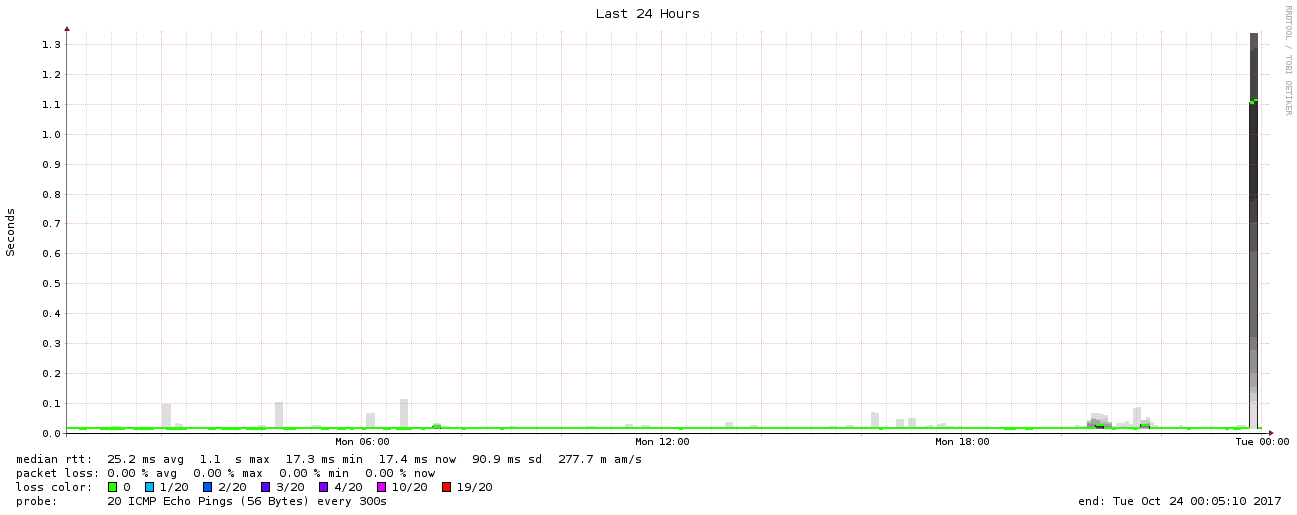 Last 24 Hours
RRDTOOL / TOBI OETIKER
Seconds
1.3
1.2
1.1
1.0
0.9
0.8
0.7
0.6
0.5
0.4
0.3
0.2
0.1
0.0
Mon 06:00 Mon 12:00 Mon 18:00 Tue 00:00
median rtt: 25.2 ms avg 1.1 s max 17.3 ms min 17.4 ms now 90.9 ms sd 277.7 m am/s
packet loss: 0.00 % avg 0.00 % max 0.00 % min 0.00 % now
loss color: 0 1/20 2/20 3/20 4/20 10/20 19/20
probe: 20 ICMP Echo Pings (56 Bytes) every 300s end: Tue Oct 24 00:05:10 2017